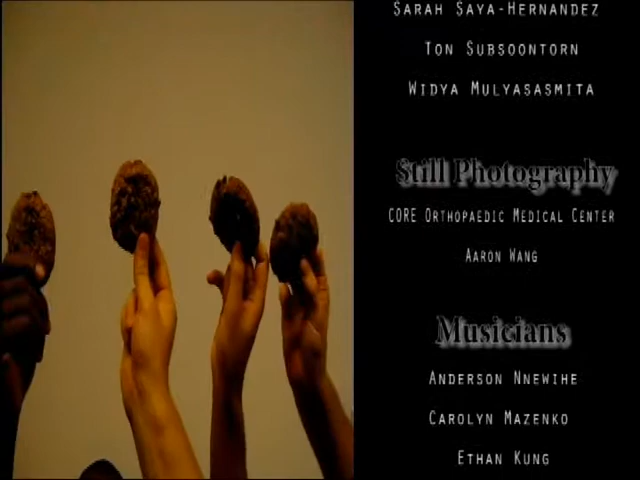 Sarah Saya-Hernandez
Ton Subsoontorn
Widya Mulyasasmita
Still Photography
CORE Orthopaedic Medical Center
Aaron Wang
Musicians
Anderson Nnewihe
Carolyn Mazenko
Ethan Kung